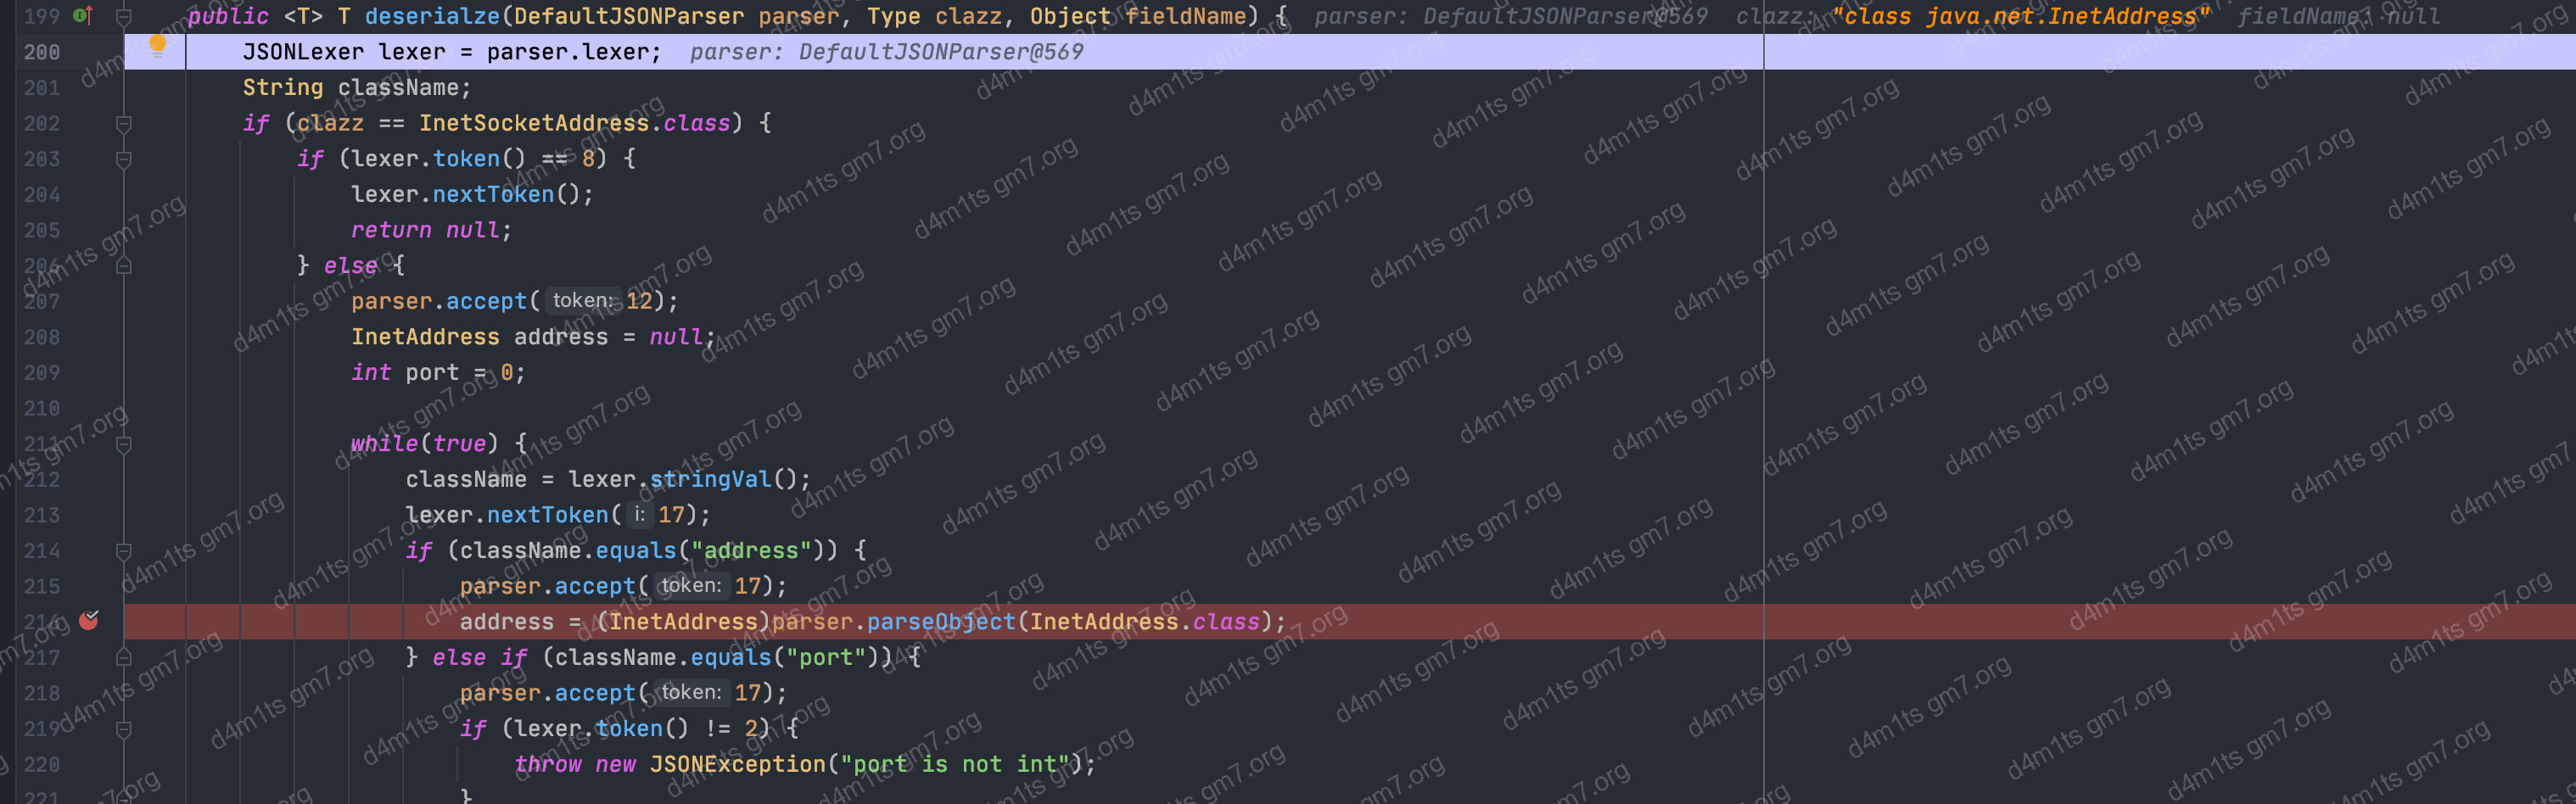 199 public <T> T deserialze(DefaultJSONParser parser, Type clazz, Object fieldName) { parser: DefaultJSONParser@569 clazz: "class java.net.InetAddress" fieldName: null
200 JSONLexer lexer = parser.lexer; parser: DefaultJSONParser@569
201 String className;
202 if (clazz == InetSocketAddress.class) {
203 if (lexer.token() == 8) {
204 lexer.nextToken();
205 return null;
206 } else {
207 parser.accept( token: 12);
208 InetAddress address = null;
209 int port = 0;
210
211 while(true) {
212 className = lexer.stringVal();
213 lexer.nextToken( i: 17);
214 if (className.equals("address")) {
215 parser.accept( token: 17);
216 address = (InetAddress)parser.parseObject(InetAddress.class);
217 } else if (className.equals("port")) {
218 parser.accept( token: 17);
219 if (lexer.token() != 2) {
220 throw new JSONException("port is not int");
221 }
d4m1ts gm7.org